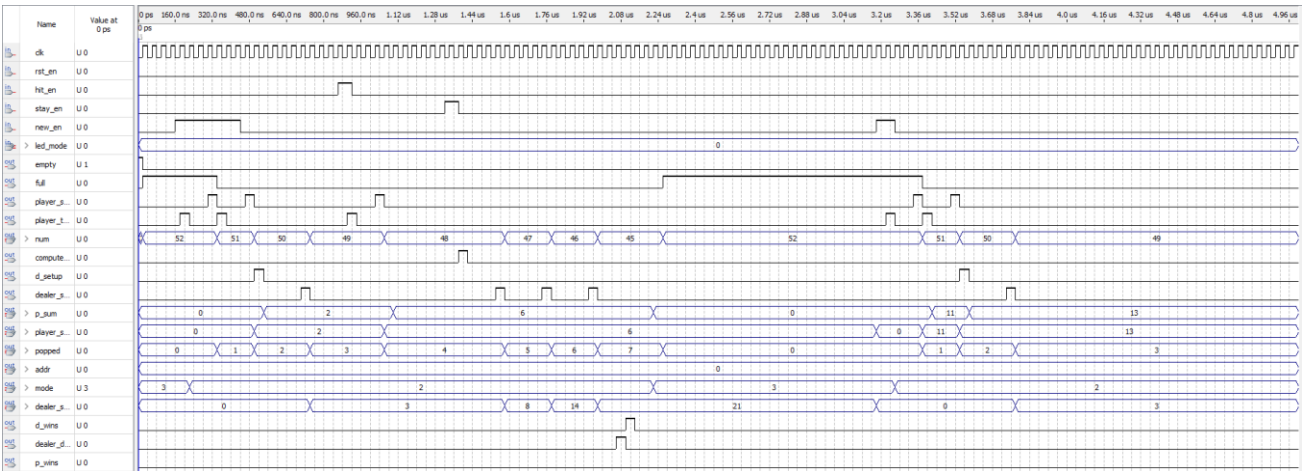 Name Value at 0 ps
0 ps 160.0 ns 320.0 ns 480.0 ns 640.0 ns 800.0 ns 960.0 ns 1.12 us 1.28 us 1.44 us 1.6 us 1.76 us 1.92 us 2.08 us 2.24 us 2.4 us 2.56 us 2.72 us 2.88 us 3.04 us 3.2 us 3.36 us 3.52 us 3.68 us 3.84 us 4.0 us 4.16 us 4.32 us 4.48 us 4.64 us 4.8 us 4.96 us
0 ps
clk U 0
rst_en U 0
hit_en U 0
stay_en U 0
new_en U 0
> led_mode U 0 0
empty U 1
full U 0
player_s... U 0
player_t... U 0
> num U 0 52 51 50 49 48 47 46 45 52 51 50 49
compute... U 0
d_setup U 0
dealer_s... U 0
> p_sum U 0 0 2 6 0 11 13
> player_s... U 0 0 2 6 0 11 13
> popped U 0 0 1 2 3 4 5 6 7 0 1 2 3
> addr U 0 0
> mode U 3 3 2 3 2
> dealer_s... U 0 0 3 8 14 21 0 3
d_wins U 0
dealer_d... U 0
p_wins U 0